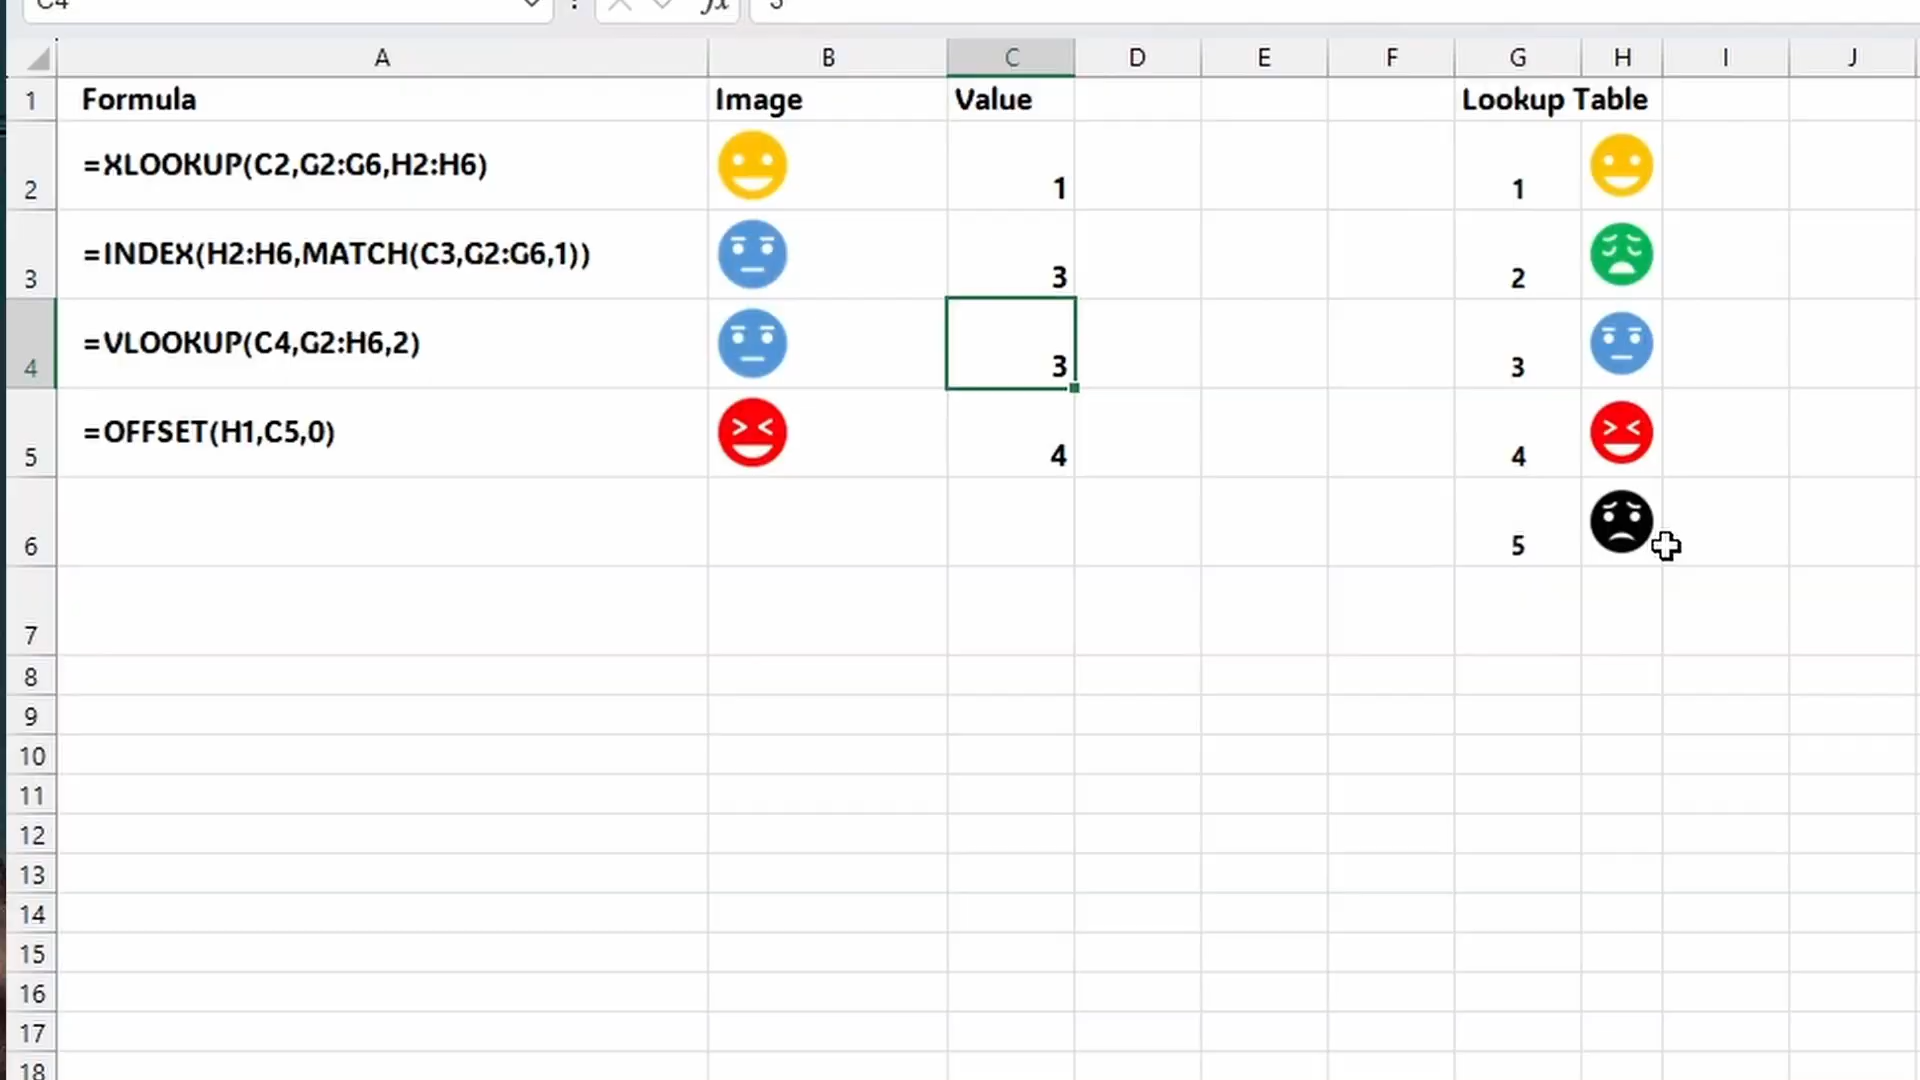 fx
A B C D E F G H I J
1 Formula Image Value Lookup Table
2 =XLOOKUP(C2,G2:G6,H2:H6) 1 1
3 =INDEX(H2:H6,MATCH(C3,G2:G6,1)) 3 2
4 =VLOOKUP(C4,G2:H6,2) 3 3
5 =OFFSET(H1,C5,0) 4 4
6 5
7
8
9
10
11
12
13
14
15
16
17
18